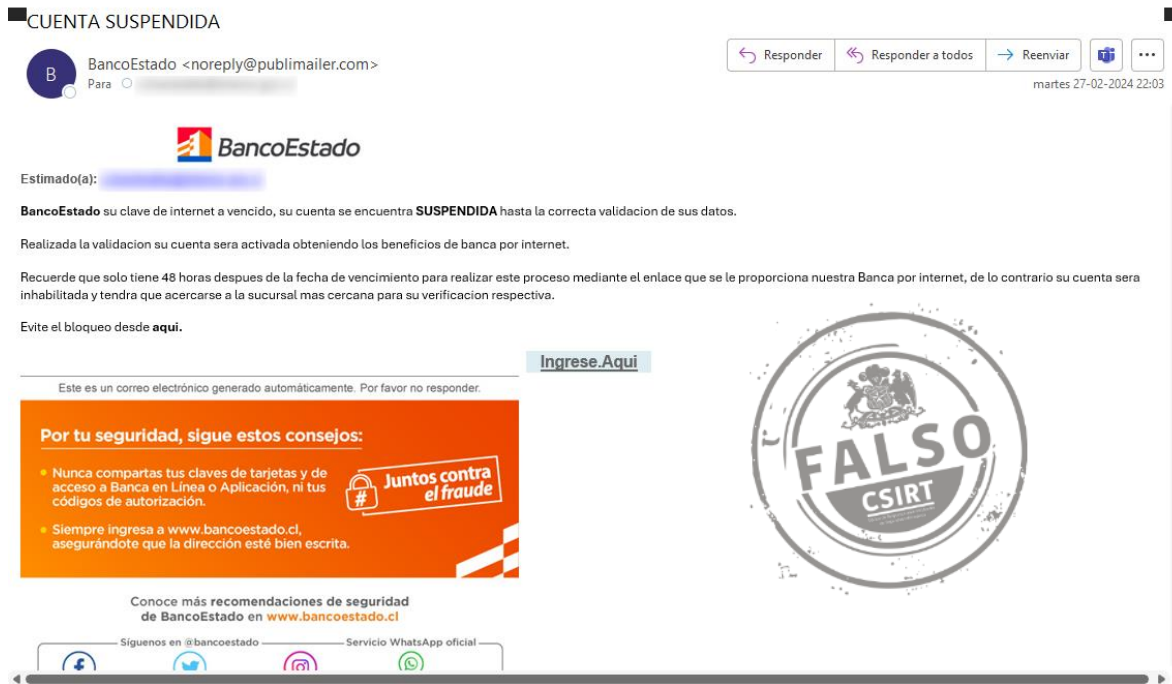 CUENTA SUSPENDIDA
B
BancoEstado <noreply@publimailer.com>
Para
Responder
Responder a todos
Reenviar
martes 27-02-2024 22:03
BancoEstado
Estimado(a):
BancoEstado su clave de internet a vencido, su cuenta se encuentra SUSPENDIDA hasta la correcta validacion de sus datos.
Realizada la validacion su cuenta sera activada obteniendo los beneficios de banca por internet.
Recuerde que solo tiene 48 horas despues de la fecha de vencimiento para realizar este proceso mediante el enlace que se le proporciona nuestra Banca por internet, de lo contrario su cuenta sera
inhabilitada y tendra que acercarse a la sucursal mas cercana para su verificacion respectiva.
Evite el bloqueo desde aqui.
Ingrese.Aqui
Este es un correo electrónico generado automáticamente. Por favor no responder.
Por tu seguridad, sigue estos consejos:
• Nunca compartas tus claves de tarjetas y de
acceso a Banca en Línea o Aplicación, ni tus
códigos de autorización.
• Siempre ingresa a www.bancoestado.cl,
asegurándote que la dirección esté bien escrita.
#
Juntos contra
el fraude
FALSO
CSIRT
Conoce más recomendaciones de seguridad
de BancoEstado en www.bancoestado.cl
Síguenos en @bancoestado
Servicio WhatsApp oficial